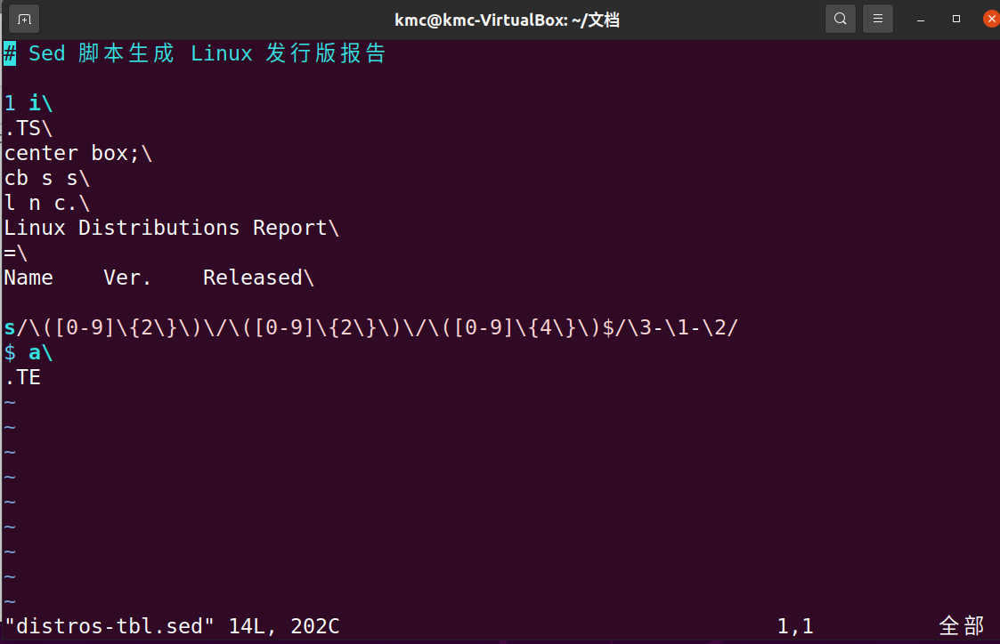 kmc@kmc-VirtualBox: ~/文档
# Sed 脚本生成 Linux 发行版报告
1 i\
.TS\
center box;\
cb s s\
l n c.\
Linux Distributions Report\
=\
Name    Ver.    Released\
s/\([0-9]\{2\}\)\/\([0-9]\{2\}\)\/\([0-9]\{4\}\)$/\3-\1-\2/
$ a\
.TE
~
~
~
~
~
~
~
~
~
"distros-tbl.sed" 14L, 202C    1,1    全部